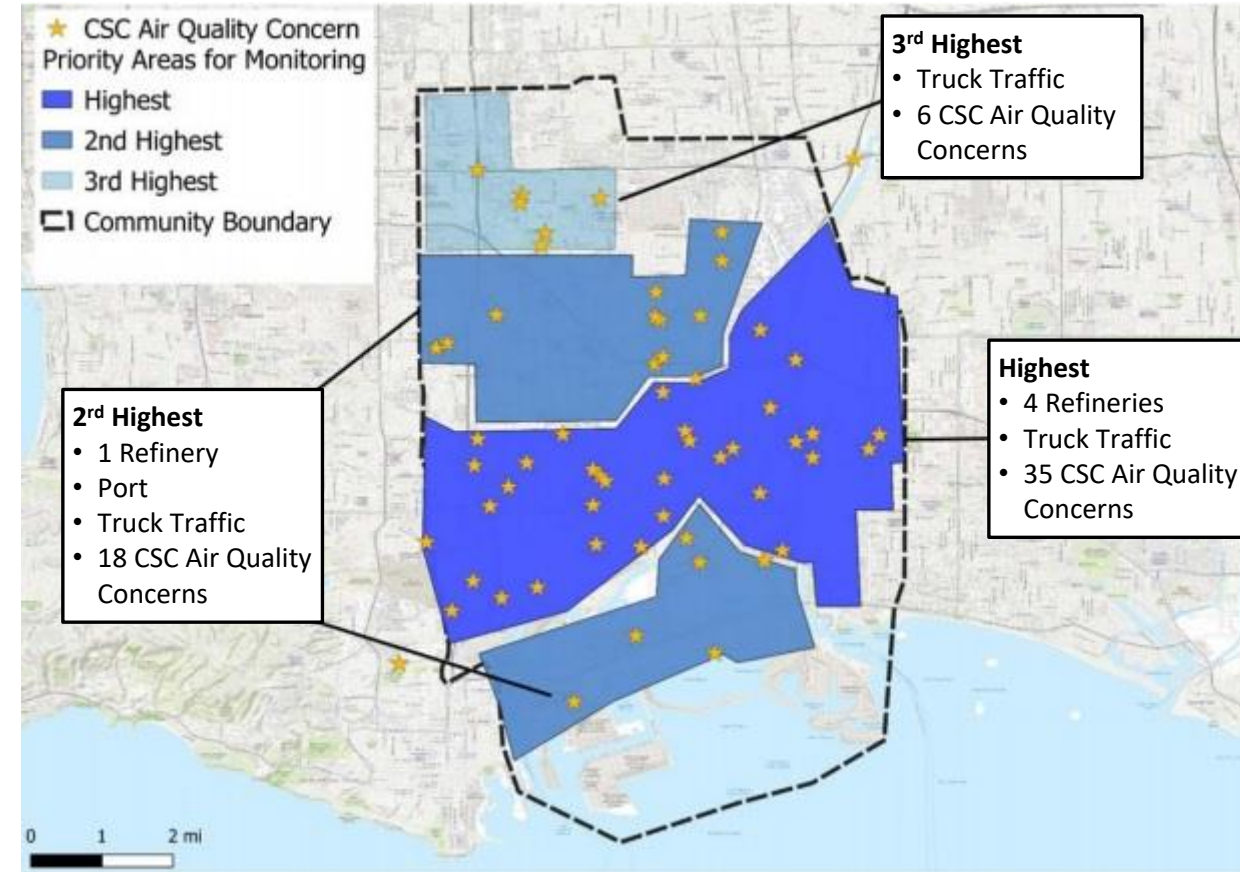 CSC Air Quality Concern
Priority Areas for Monitoring
Highest
2nd Highest
3rd Highest
Community Boundary
3rd Highest
• Truck Traffic
• 6 CSC Air Quality
Concerns
2rd Highest
• 1 Refinery
• Port
• Truck Traffic
• 18 CSC Air Quality
Concerns
Highest
• 4 Refineries
• Truck Traffic
• 35 CSC Air Quality
Concerns
0 1 2 mi